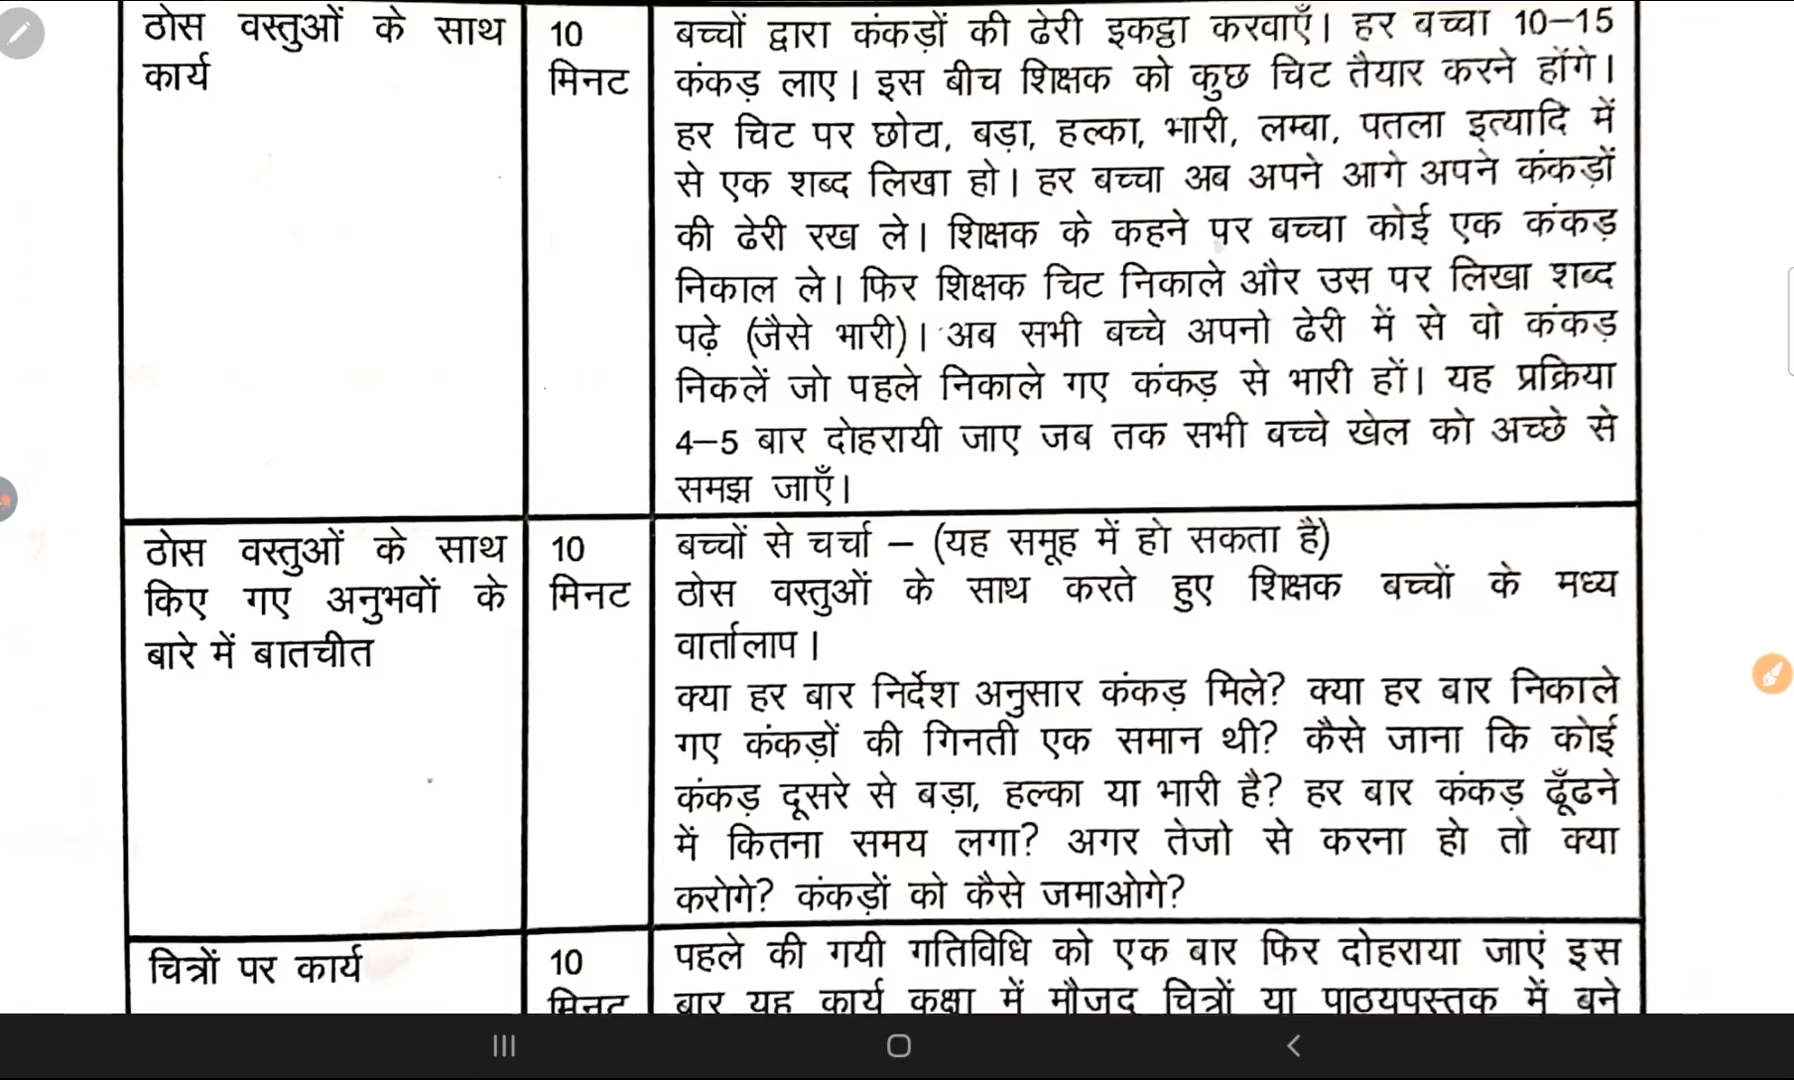 ठोस वस्तुओं के साथ
कार्य
10
मिनट
बच्चों द्वारा कंकड़ों की ढेरी इकट्ठा करवाएँ। हर बच्चा 10–15
कंकड़ लाए। इस बीच शिक्षक को कुछ चिट तैयार करने होंगे।
हर चिट पर छोटा, बड़ा, हल्का, भारी, लम्बा, पतला इत्यादि में
से एक शब्द लिखा हो। हर बच्चा अब अपने आगे अपने कंकड़ों
की ढेरी रख ले। शिक्षक के कहने पर बच्चा कोई एक कंकड़
निकाल ले। फिर शिक्षक चिट निकाले और उस पर लिखा शब्द
पढ़े (जैसे भारी)। अब सभी बच्चे अपनो ढेरी में से वो कंकड़
निकलें जो पहले निकाले गए कंकड़ से भारी हों। यह प्रक्रिया
4–5 बार दोहरायी जाए जब तक सभी बच्चे खेल को अच्छे से
समझ जाएँ।
ठोस वस्तुओं के साथ
किए गए अनुभवों के
बारे में बातचीत
10
मिनट
बच्चों से चर्चा – (यह समूह में हो सकता है)
ठोस वस्तुओं के साथ करते हुए शिक्षक बच्चों के मध्य
वार्तालाप।
क्या हर बार निर्देश अनुसार कंकड़ मिले? क्या हर बार निकाले
गए कंकड़ों की गिनती एक समान थी? कैसे जाना कि कोई
कंकड़ दूसरे से बड़ा, हल्का या भारी है? हर बार कंकड़ ढूँढने
में कितना समय लगा? अगर तेजो से करना हो तो क्या
करोगे? कंकड़ों को कैसे जमाओगे?
चित्रों पर कार्य
10
मिनट
पहले की गयी गतिविधि को एक बार फिर दोहराया जाएं इस
बार यह कार्य कक्षा में मौजूद चित्रों या पाठयपुस्तक में बने